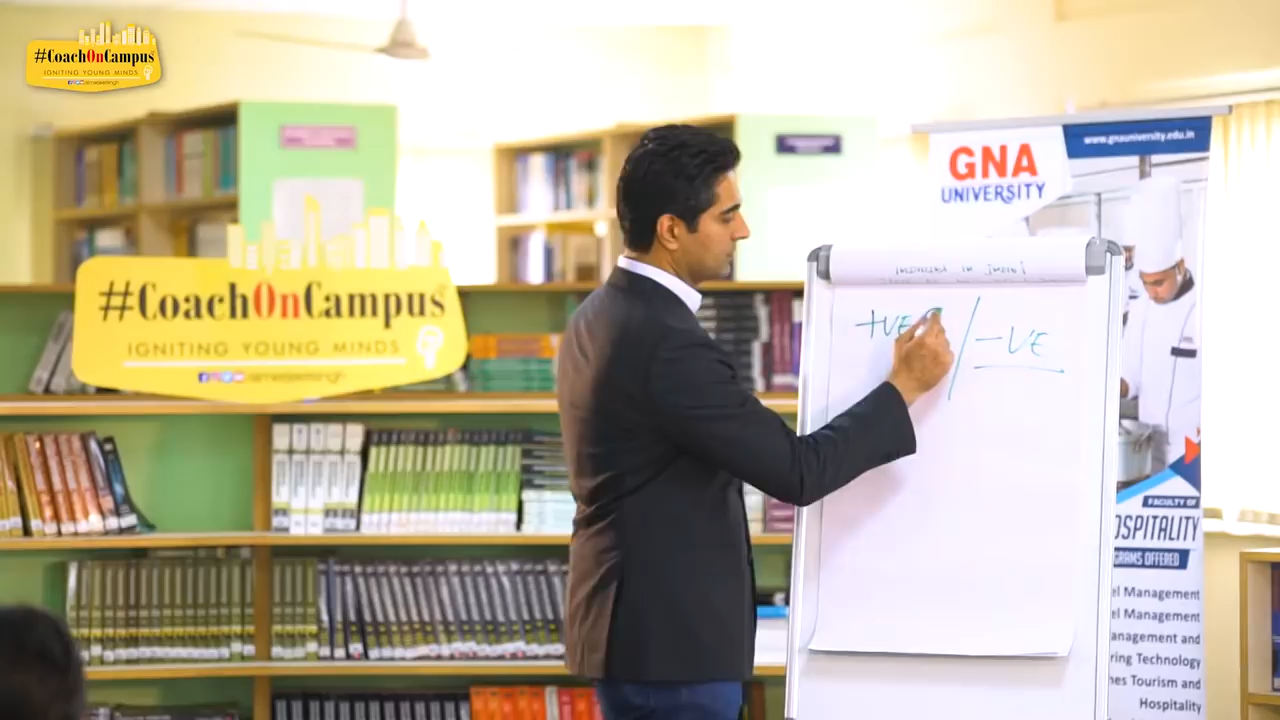 #CoachOnCampus
IGNITING YOUNG MINDS
#CoachOnCampus
IGNITING YOUNG MINDS
www.gnauniversity.edu.in
GNA
UNIVERSITY
+VE
/ -VE
FACULTY OF
OSPITALITY
GRAMS OFFERED
el Management
el Management
anagement and
ring Technology
nes Tourism and
Hospitality